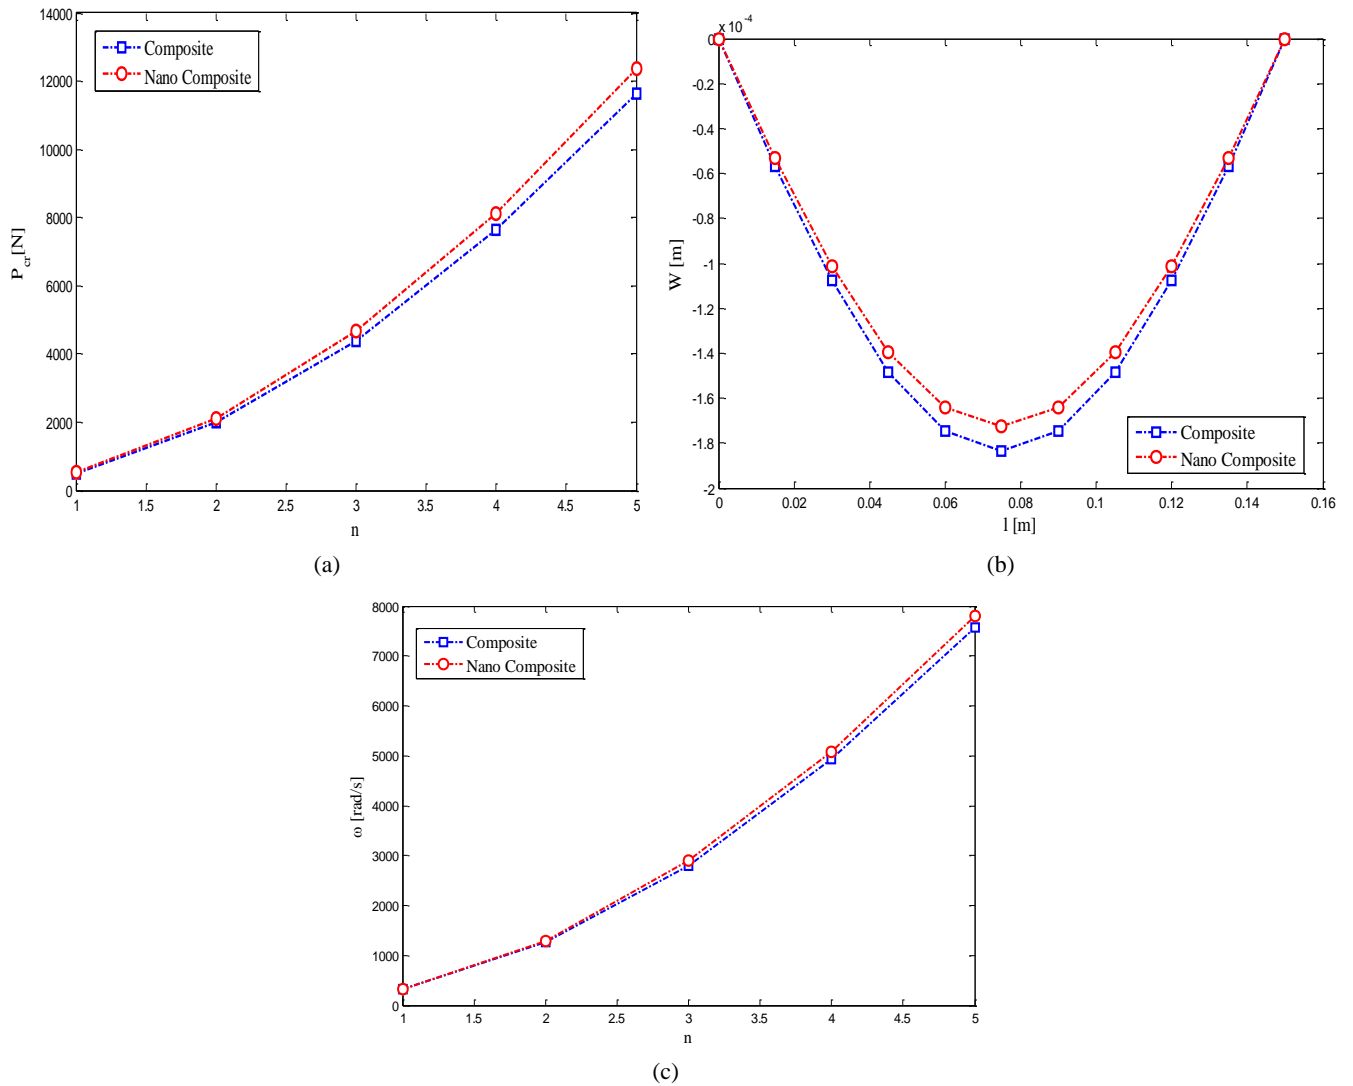 14000
12000
10000
8000
6000
4000
2000
0
P_cr[N]
Composite
Nano Composite
1 1.5 2 2.5 3 3.5 4 4.5 5
n
(a)
x 10^-4
0
-0.2
-0.4
-0.6
-0.8
-1
-1.2
-1.4
-1.6
-1.8
-2
W [m]
Composite
Nano Composite
0 0.02 0.04 0.06 0.08 0.1 0.12 0.14 0.16
l [m]
(b)
8000
7000
6000
5000
4000
3000
2000
1000
0
ω [rad/s]
Composite
Nano Composite
1 1.5 2 2.5 3 3.5 4 4.5 5
n
(c)